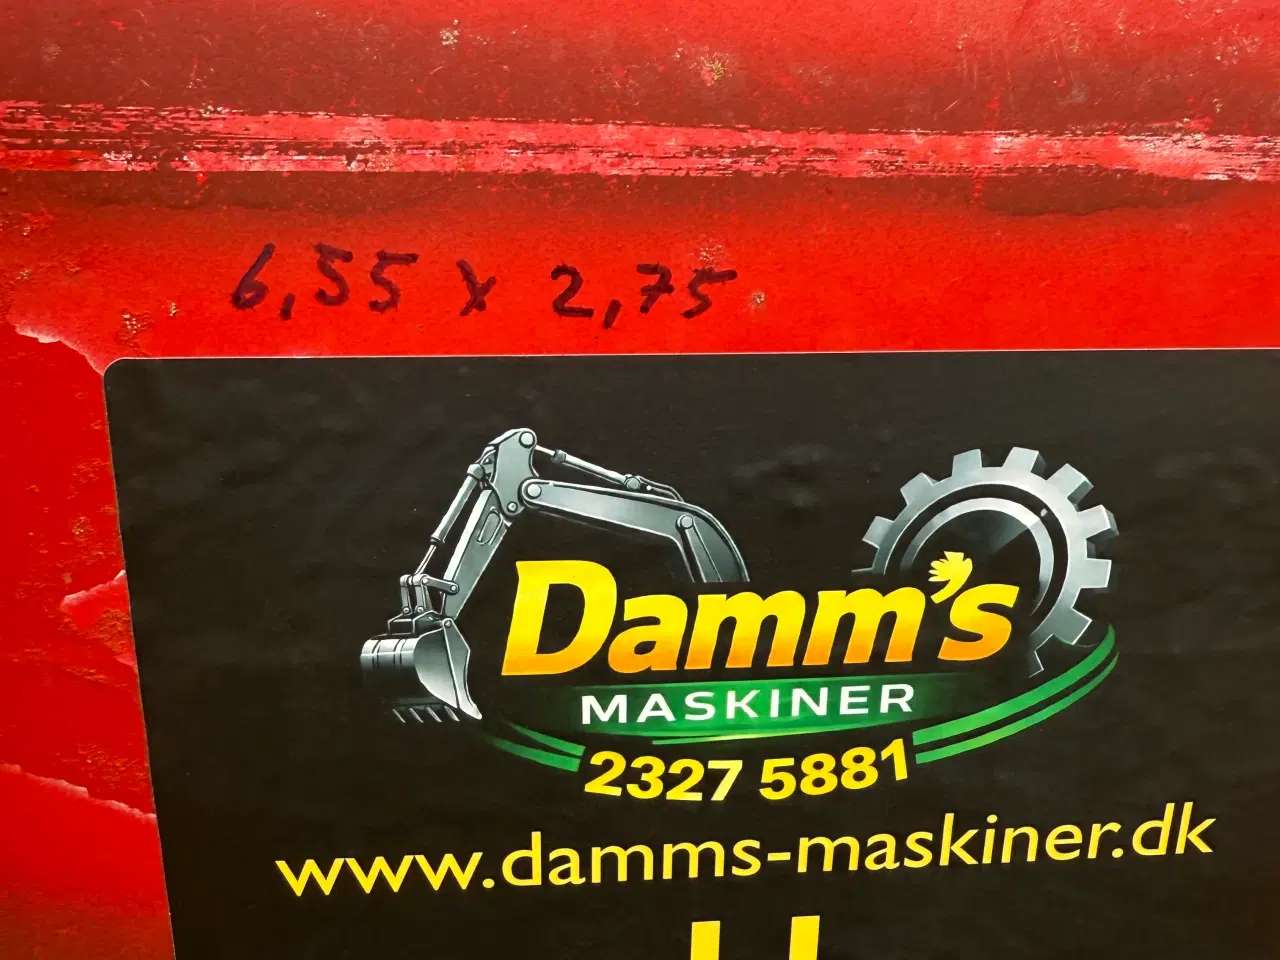 6,55 x 2,75
Damm's
MASKINER
2327 5881
www.damms-maskiner.dk